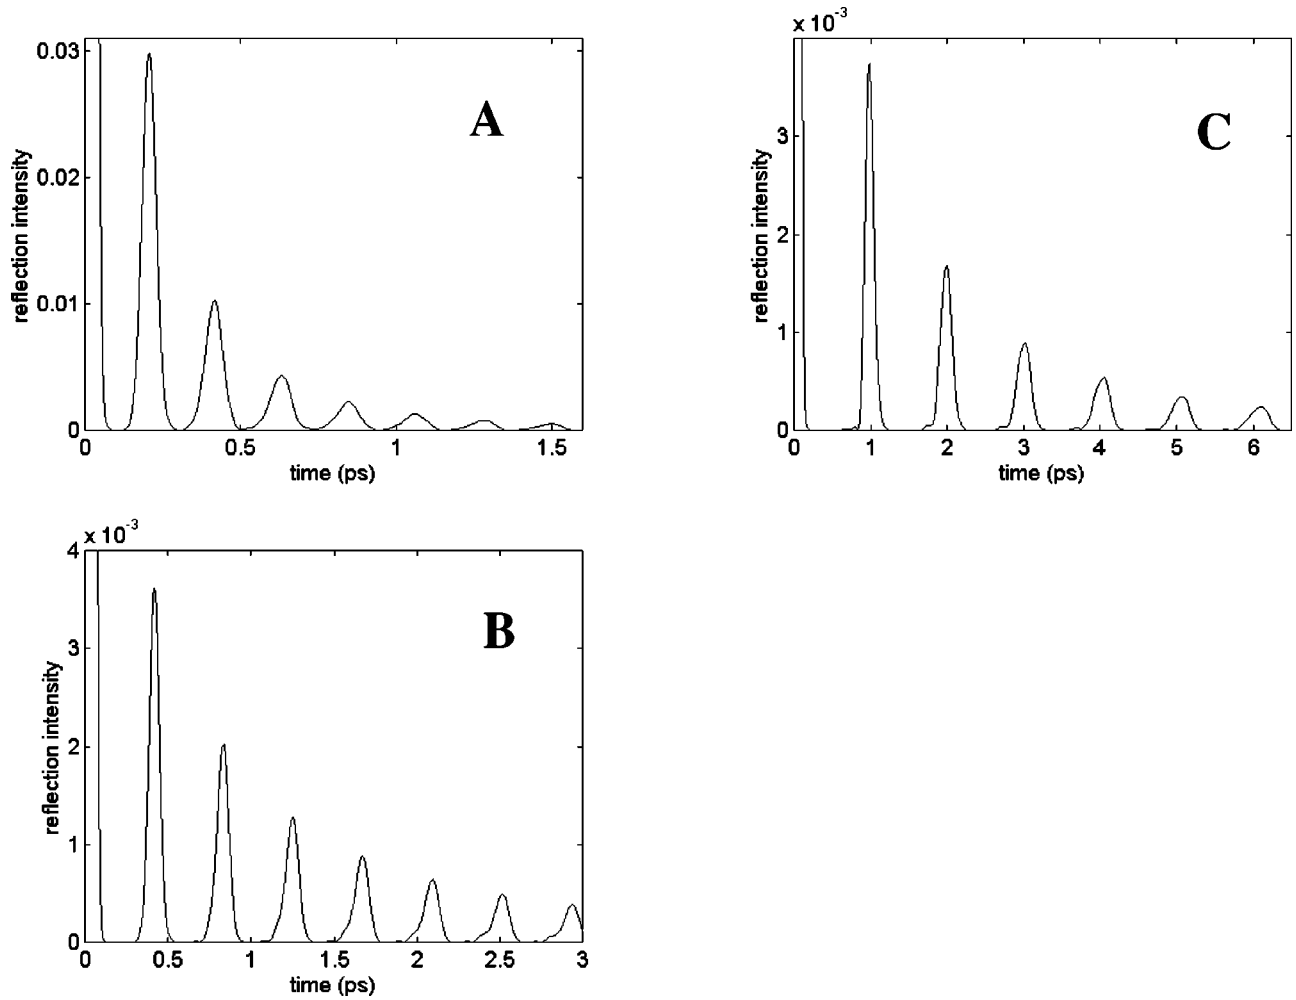 A
0.03
0.02
0.01
0
reflection intensity
0 0.5 1 1.5
time (ps)
C
x 10-3
3
2
1
0
reflection intensity
0 1 2 3 4 5 6
time (ps)
B
x 10-3
4
3
2
1
0
reflection intensity
0 0.5 1 1.5 2 2.5 3
time (ps)